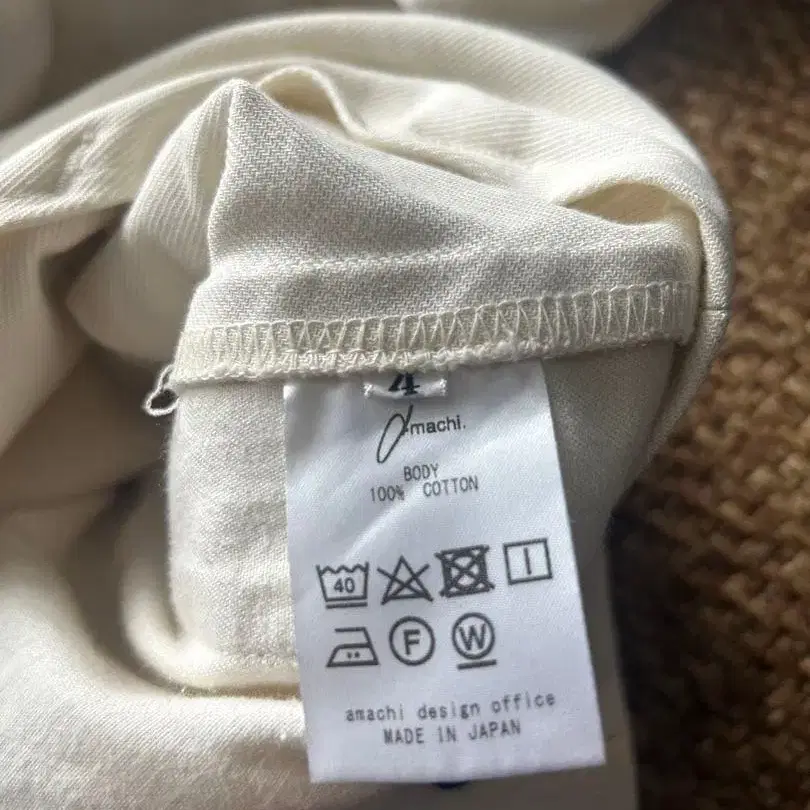 4
amachi.
BODY
100% COTTON
40
F
W
amachi design office
MADE IN JAPAN